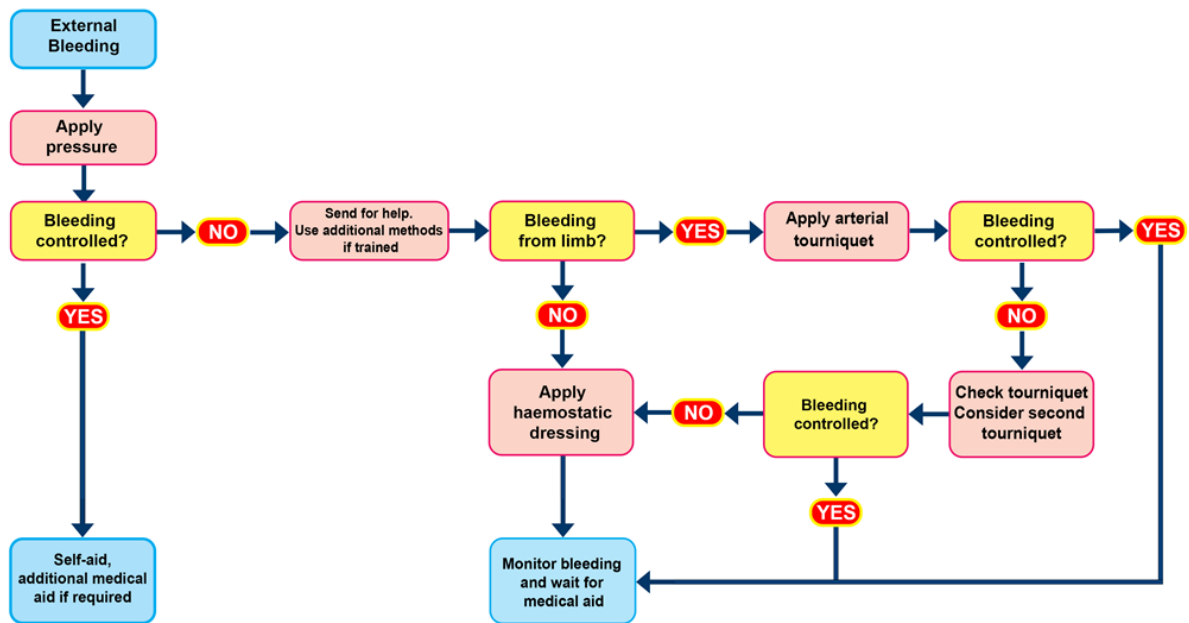 External
Bleeding
Apply
pressure
Bleeding
controlled?
NO
Send for help.
Use additional methods
if trained
Bleeding
from limb?
YES
Apply arterial
tourniquet
Bleeding
controlled?
YES
YES
NO
NO
Apply
haemostatic
dressing
NO
Bleeding
controlled?
Check tourniquet
Consider second
tourniquet
YES
Self-aid,
additional medical
aid if required
Monitor bleeding
and wait for
medical aid